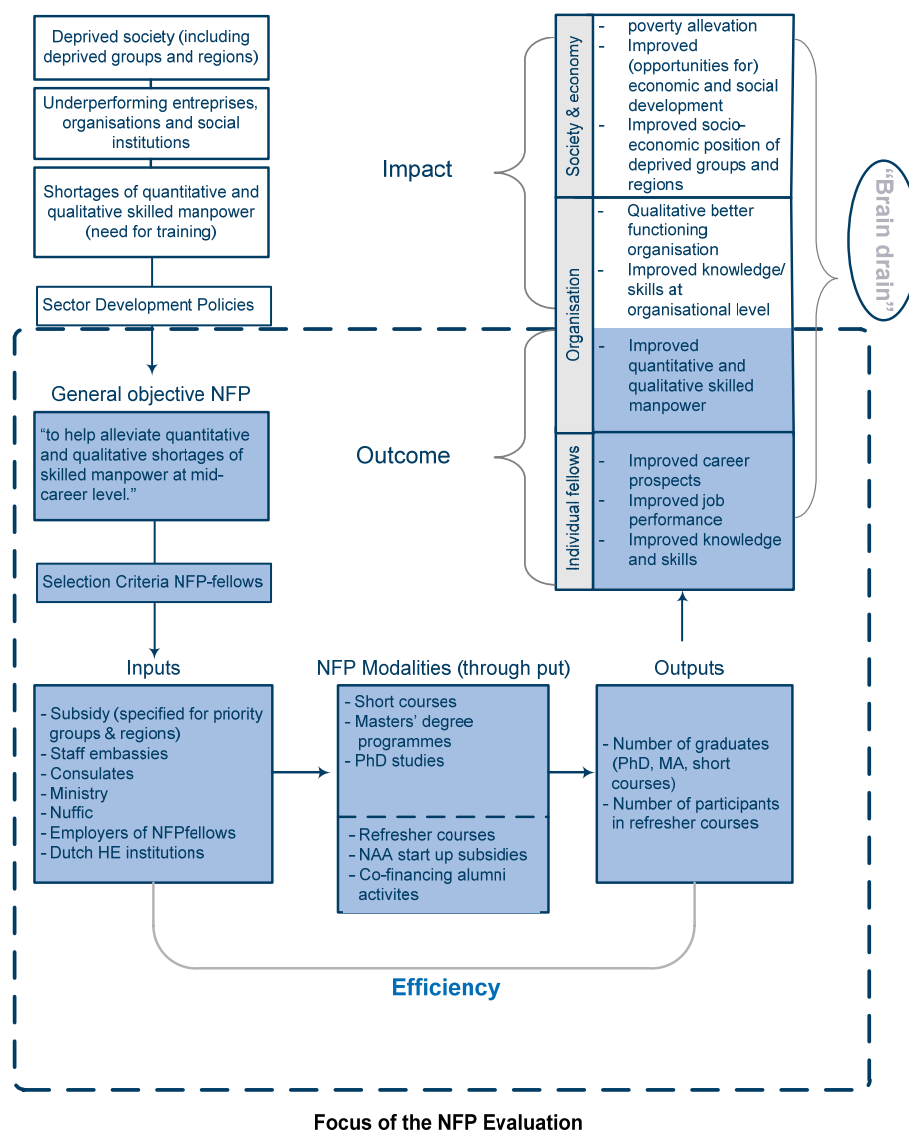 Deprived society (including
deprived groups and regions)
Underperforming entreprises,
organisations and social
institutions
Shortages of quantitative and
qualitative skilled manpower
(need for training)
Sector Development Policies
General objective NFP
“to help alleviate quantitative
and qualitative shortages of
skilled manpower at mid-
career level.”
Selection Criteria NFP-fellows
Inputs
- Subsidy (specified for priority
groups & regions)
- Staff embassies
- Consulates
- Ministry
- Nuffic
- Employers of NFPfellows
- Dutch HE institutions
NFP Modalities (through put)
- Short courses
- Masters’ degree
programmes
- PhD studies
- Refresher courses
- NAA start up subsidies
- Co-financing alumni
activites
Outputs
- Number of graduates
(PhD, MA, short
courses)
- Number of participants
in refresher courses
Efficiency
Impact
Outcome
Society & economy
- poverty allevation
- Improved
(opportunities for)
economic and social
development
- Improved socio-
economic position of
deprived groups and
regions
Organisation
- Qualitative better
functioning
organisation
- Improved knowledge/
skills at
organisational level
- Improved
quantitative and
qualitative skilled
manpower
Individual fellows
- Improved career
prospects
- Improved job
performance
- Improved knowledge
and skills
“Brain drain”
Focus of the NFP Evaluation